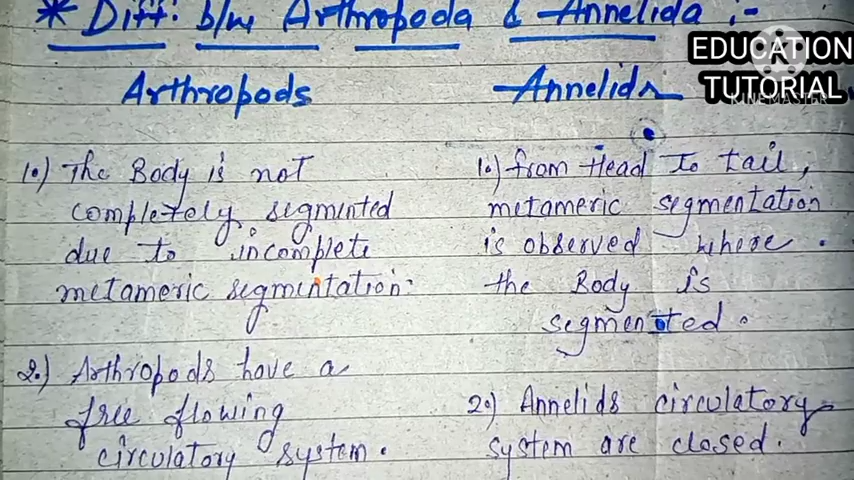 * Diff. b/w Arthropoda & Annelida :-
EDUCATION
TUTORIAL
KINEMASTER
Arthropods
Annelids
1.) The Body is not
completely segmented
due to incomplete
metameric segmentation.
1.) from Head to tail,
metameric segmentation
is observed where.
the Body is
segmented.
2.) Arthropods have a
free flowing
circulatory system.
2.) Annelids circulatory
system are closed.